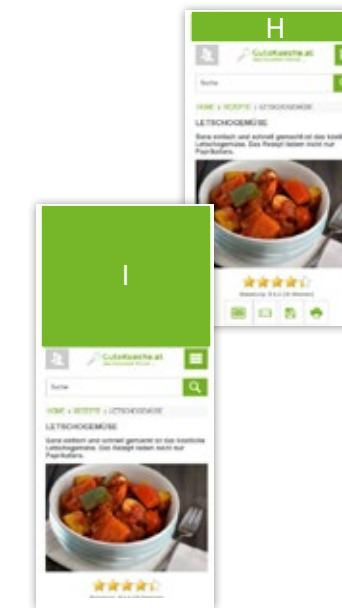 H
GuteKueche.at
Suche
HOME › REZEPTE › LETSCHOGEMÜSE
LETSCHOGEMÜSE
Ganz einfach und schnell gemacht ist das
Letschogemüse. Das Rezept lieben nicht nur
Paprikafans.
I
GuteKueche.at
Suche
HOME › REZEPTE › LETSCHOGEMÜSE
LETSCHOGEMÜSE
Ganz einfach und schnell gemacht ist das köstliche
Letschogemüse. Das Rezept lieben nicht nur
Paprikafans.